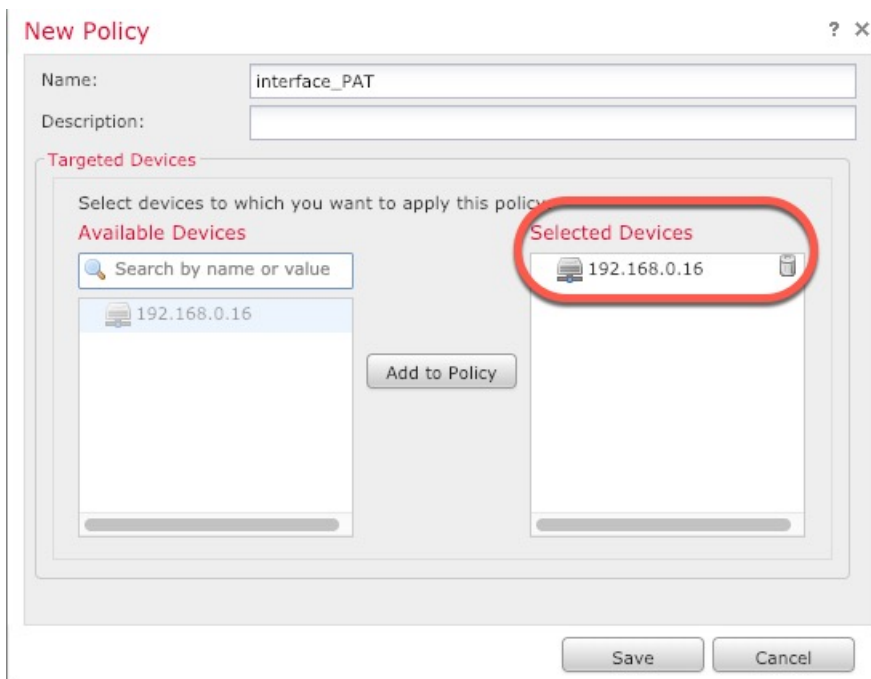 New Policy
?
Name:
interface_PAT
Description:
Targeted Devices
Select devices to which you want to apply this policy.
Available Devices
Search by name or value
192.168.0.16
Add to Policy
Selected Devices
192.168.0.16
Save
Cancel